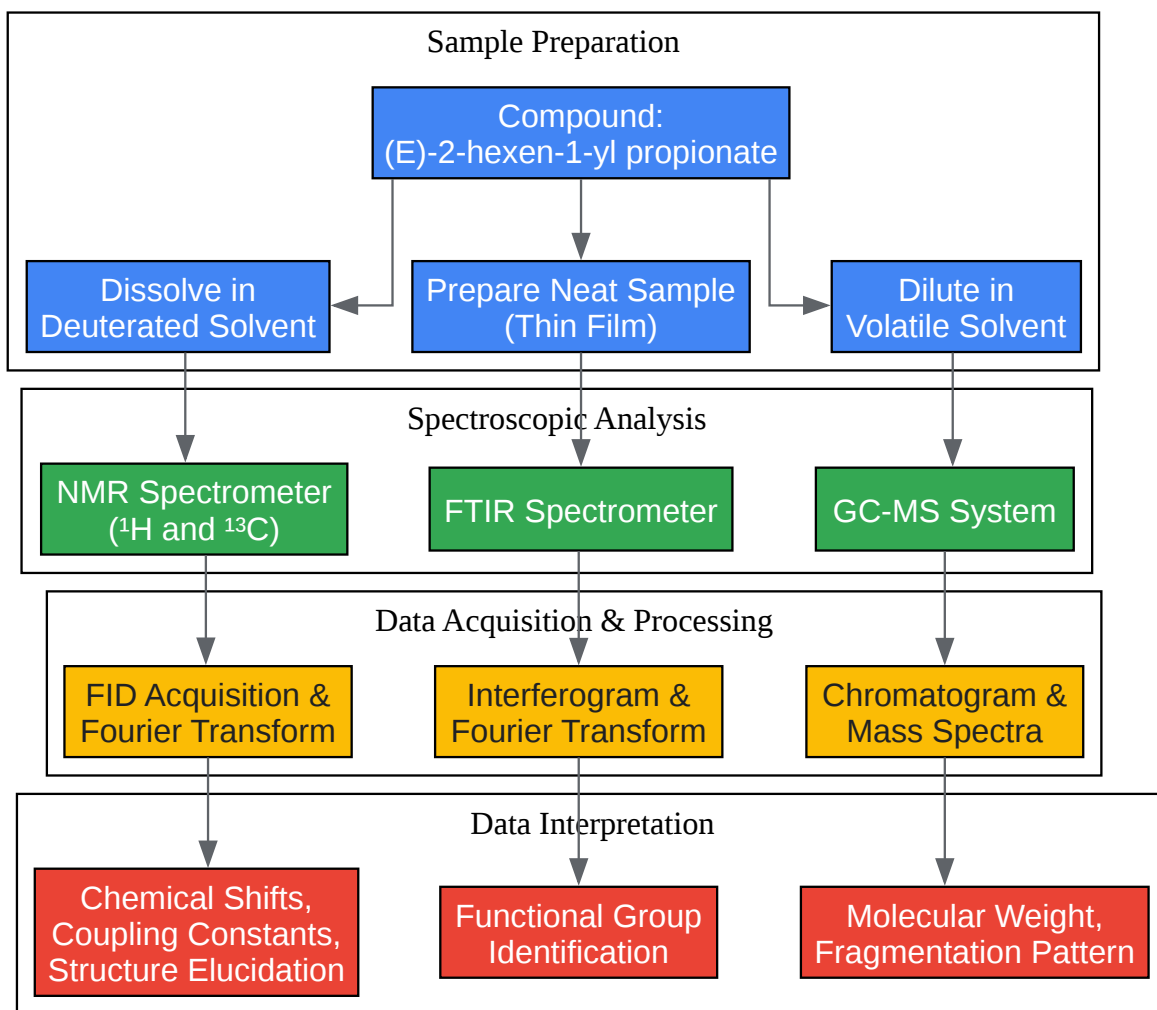 Sample Preparation
Compound:
(E)-2-hexen-1-yl propionate
Dissolve in
Deuterated Solvent
Prepare Neat Sample
(Thin Film)
Dilute in
Volatile Solvent
Spectroscopic Analysis
NMR Spectrometer
(¹H and ¹³C)
FTIR Spectrometer
GC-MS System
Data Acquisition & Processing
FID Acquisition &
Fourier Transform
Interferogram &
Fourier Transform
Chromatogram &
Mass Spectra
Data Interpretation
Chemical Shifts,
Coupling Constants,
Structure Elucidation
Functional Group
Identification
Molecular Weight,
Fragmentation Pattern